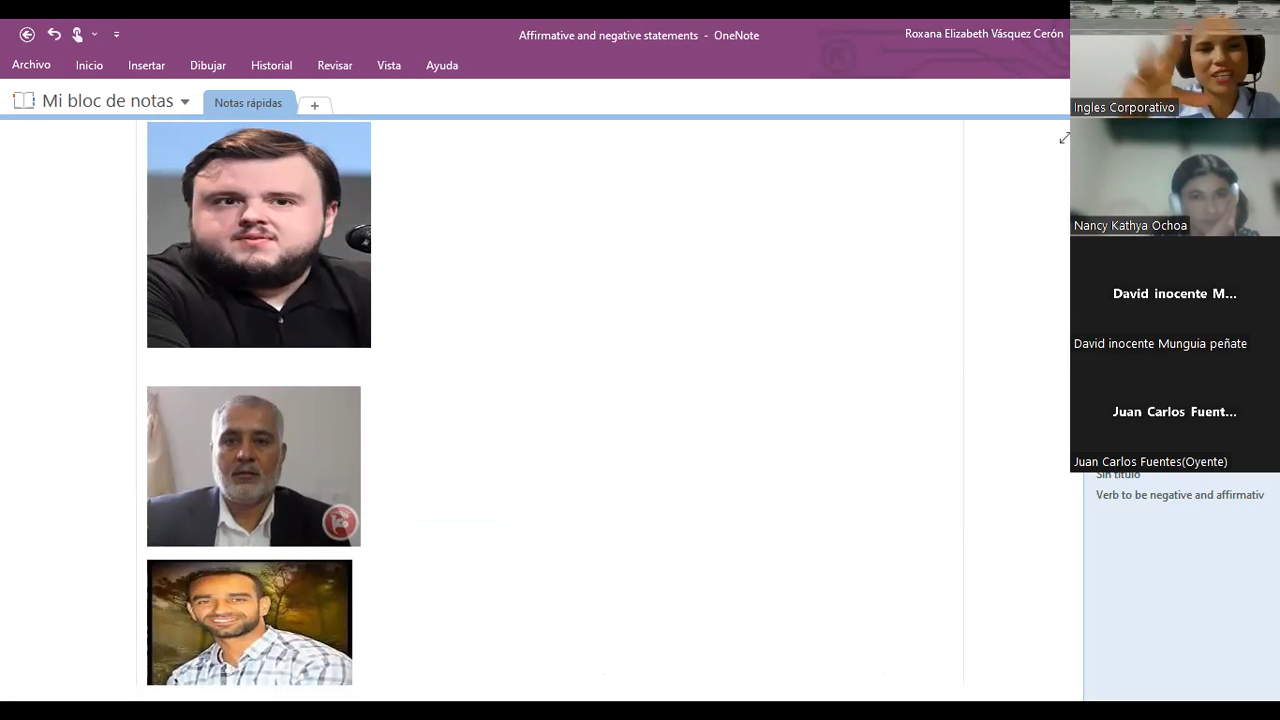 Affirmative and negative statements - OneNote
Roxana Elizabeth Vásquez Cerón
Archivo
Inicio
Insertar
Dibujar
Historial
Revisar
Vista
Ayuda
Mi bloc de notas
Notas rápidas
Ingles Corporativo
Nancy Kathya Ochoa
David inocente M...
David inocente Munguia peñate
Juan Carlos Fuent...
Juan Carlos Fuentes(Oyente)
Sin título
Verb to be negative and affirmativ